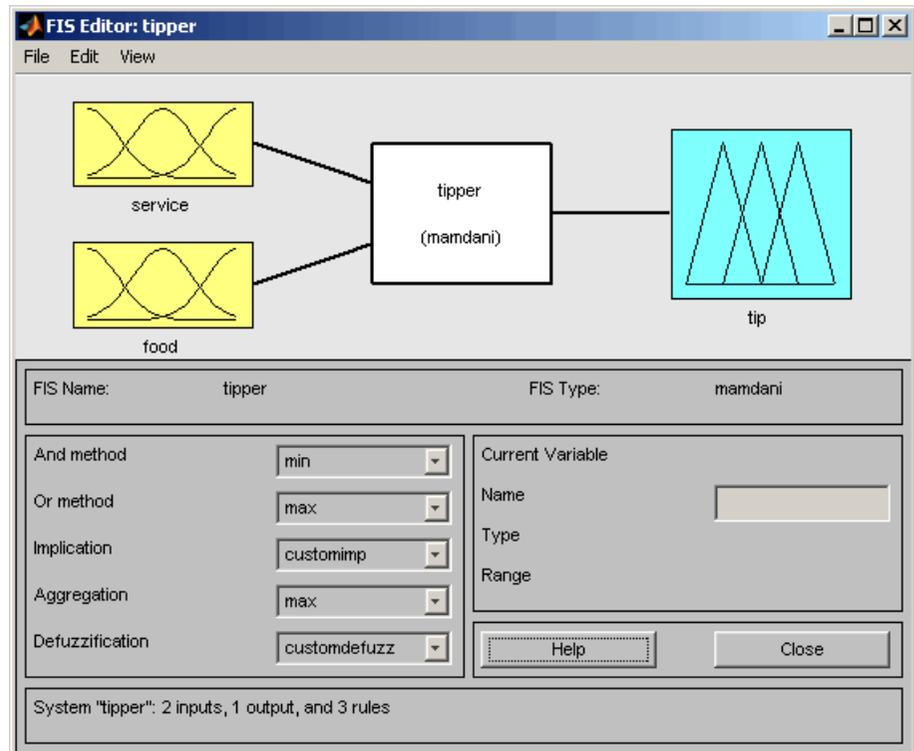 FIS Editor: tipper
File Edit View
service
food
tipper
(mamdani)
tip
FIS Name: tipper FIS Type: mamdani
And method min
Or method max
Implication customimp
Aggregation max
Defuzzification customdefuzz
Current Variable
Name
Type
Range
Help Close
System "tipper": 2 inputs, 1 output, and 3 rules